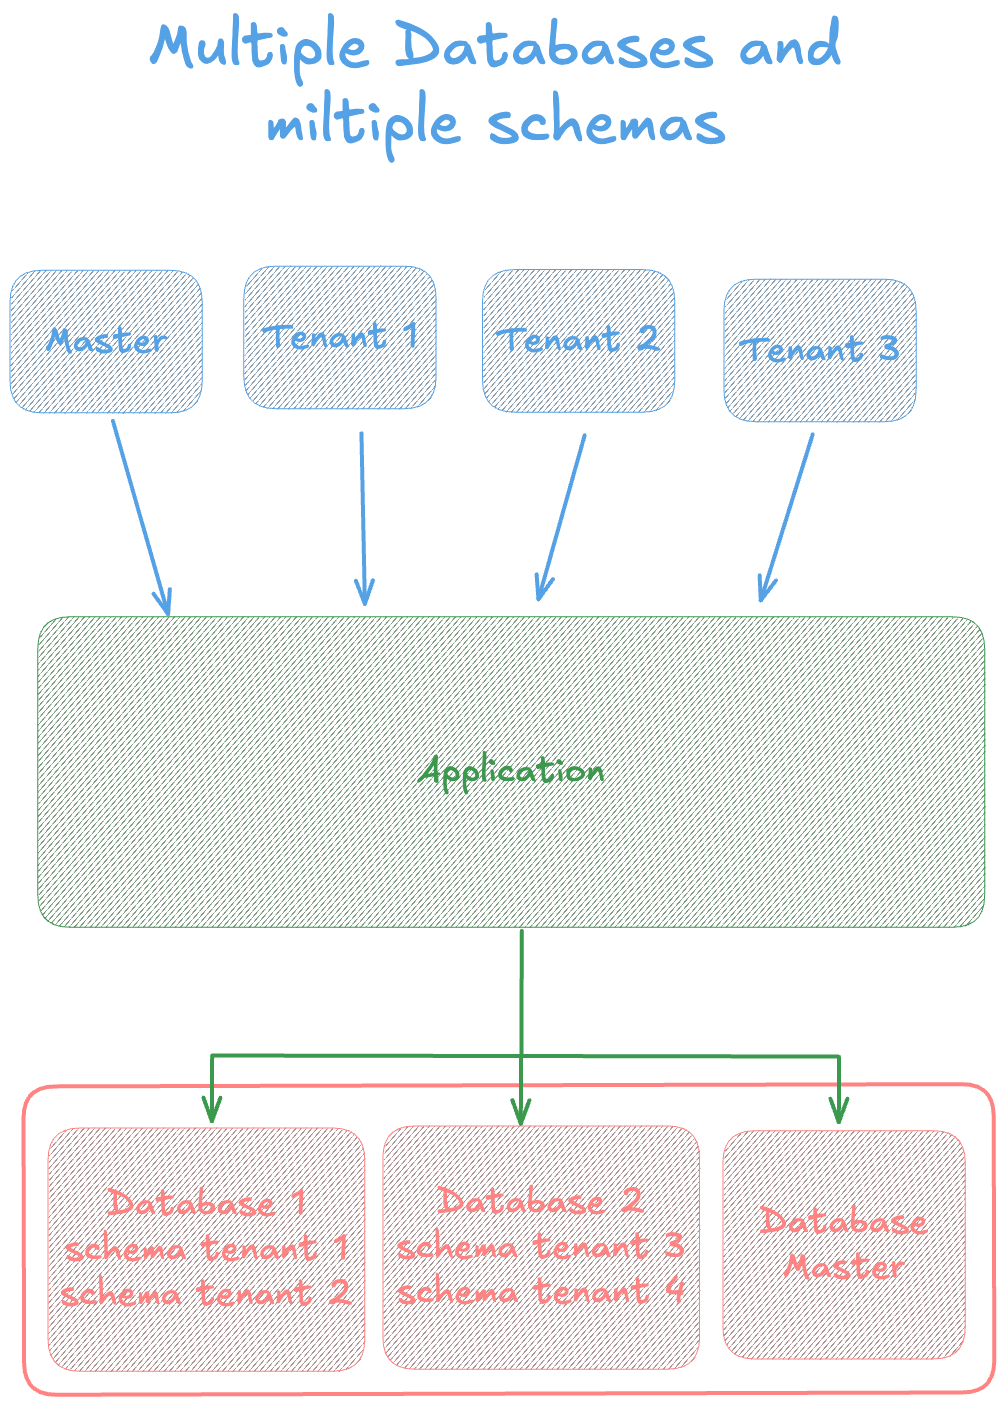 Multiple Databases and
miltiple schemas
Master
Tenant 1
Tenant 2
Tenant 3
Application
Database 1
schema tenant 1
schema tenant 2
Database 2
schema tenant 3
schema tenant 4
Database
Master